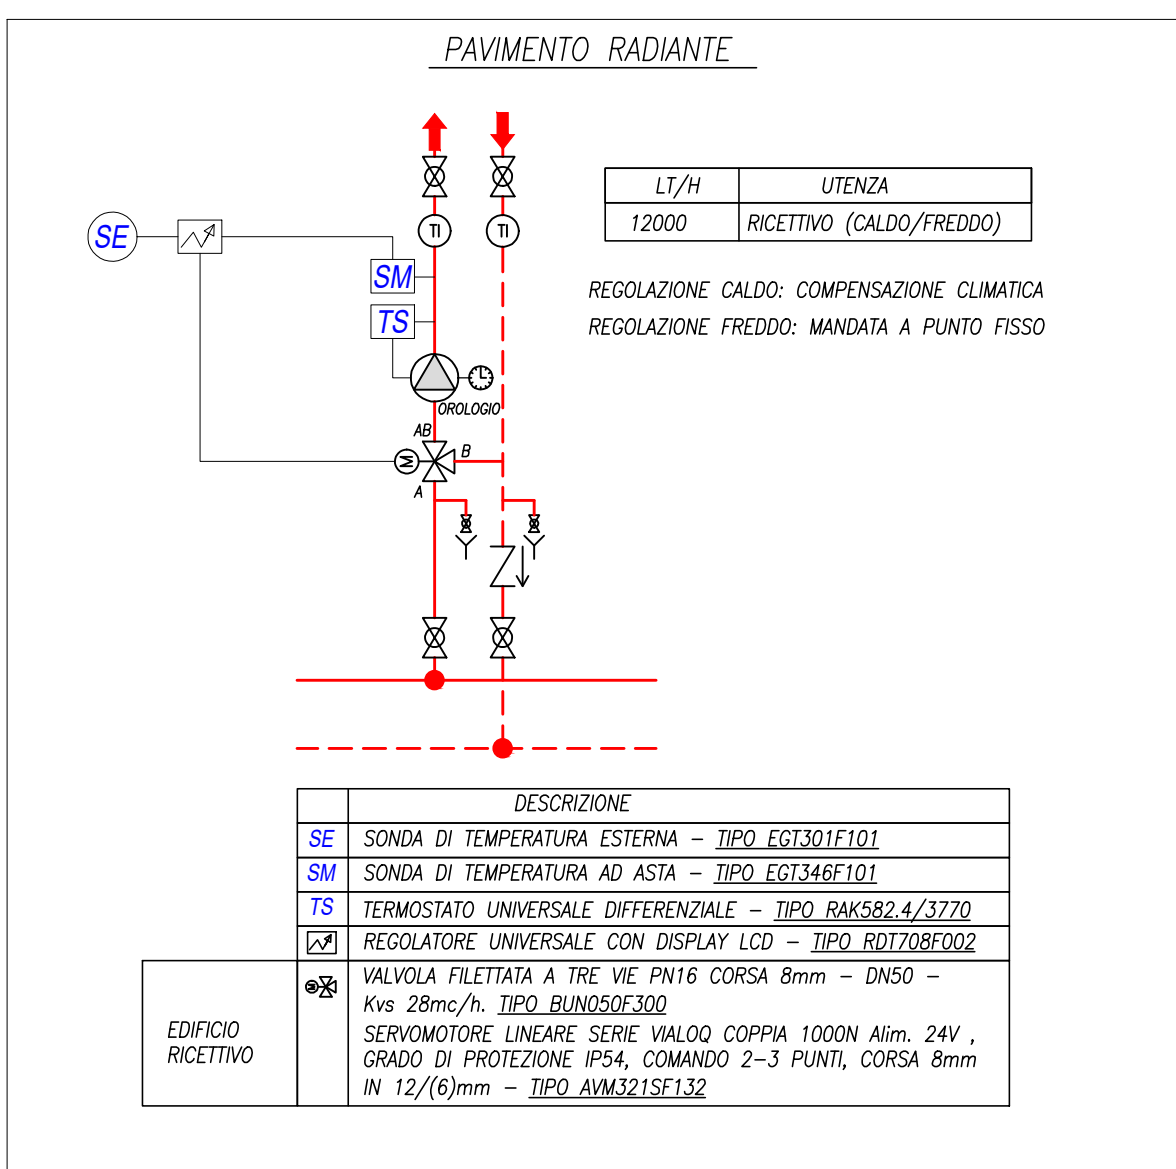 PAVIMENTO RADIANTE
LT/H UTENZA
12000 RICETTIVO (CALDO/FREDDO)
REGOLAZIONE CALDO: COMPENSAZIONE CLIMATICA
REGOLAZIONE FREDDO: MANDATA A PUNTO FISSO
TI TI
SE
SM
TS
OROLOGIO
AB
B
M
A
DESCRIZIONE
SE SONDA DI TEMPERATURA ESTERNA – TIPO EGT301F101
SM SONDA DI TEMPERATURA AD ASTA – TIPO EGT346F101
TS TERMOSTATO UNIVERSALE DIFFERENZIALE – TIPO RAK582.4/3770
REGOLATORE UNIVERSALE CON DISPLAY LCD – TIPO RDT708F002
EDIFICIO
RICETTIVO
M
VALVOLA FILETTATA A TRE VIE PN16 CORSA 8mm – DN50 –
Kvs 28mc/h. TIPO BUN050F300
SERVOMOTORE LINEARE SERIE VIALOQ COPPIA 1000N Alim. 24V ,
GRADO DI PROTEZIONE IP54, COMANDO 2–3 PUNTI, CORSA 8mm
IN 12/(6)mm – TIPO AVM321SF132